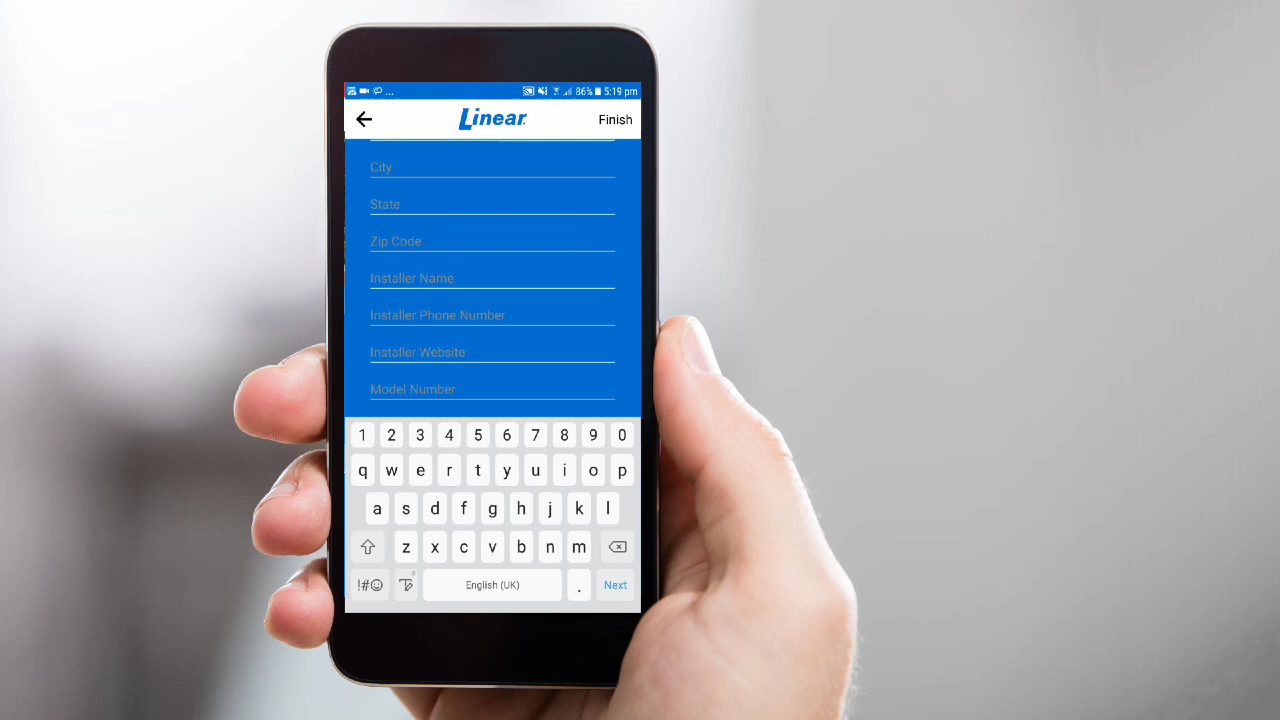 ... 86% 5:19 pm
Linear Finish
City
State
Zip Code
Installer Name
Installer Phone Number
Installer Website
Model Number
1 2 3 4 5 6 7 8 9 0
q w e r t y u i o p
a s d f g h j k l
z x c v b n m
!#☺ T English (UK) . Next